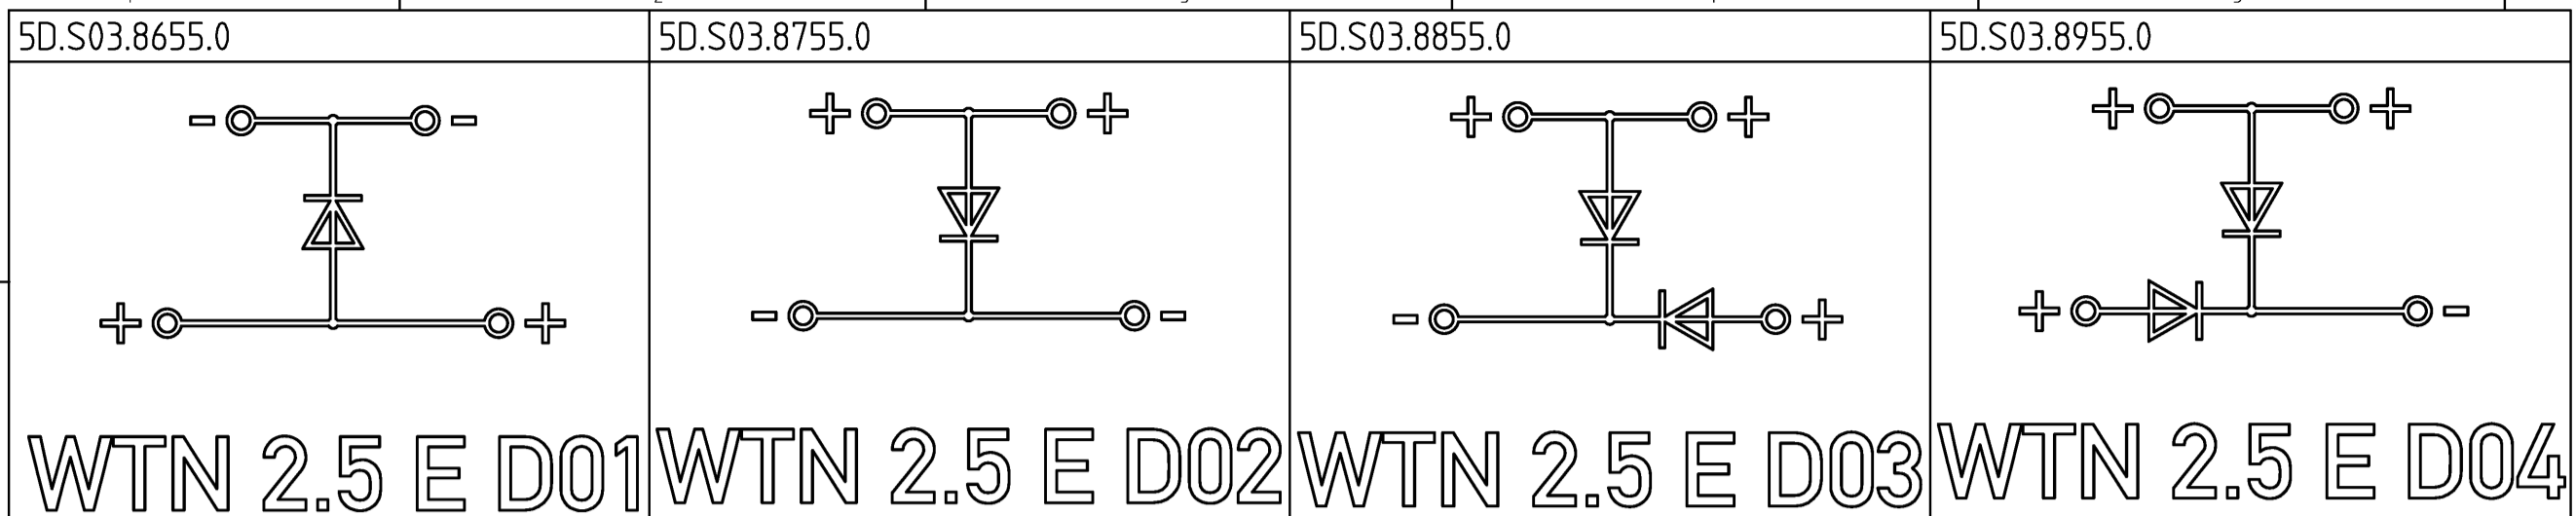 5D.S03.8655.0 5D.S03.8755.0 5D.S03.8855.0 5D.S03.8955.0
- - + + + + + +
+ + - - - + + -
WTN 2.5 E D01 WTN 2.5 E D02 WTN 2.5 E D03 WTN 2.5 E D04